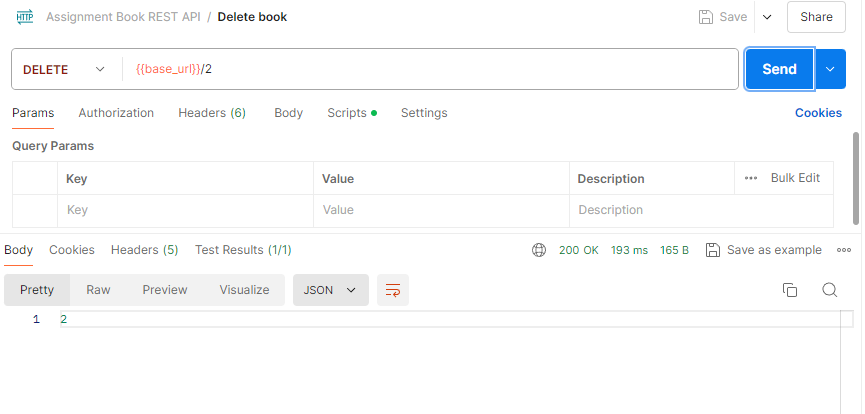 HTTP Assignment Book REST API / Delete book Save Share
DELETE {{base_url}}/2 Send
Params Authorization Headers (6) Body Scripts Settings Cookies
Query Params
Key Value Description Bulk Edit
Key Value Description
Body Cookies Headers (5) Test Results (1/1) 200 OK 193 ms 165 B Save as example
Pretty Raw Preview Visualize JSON
1 2